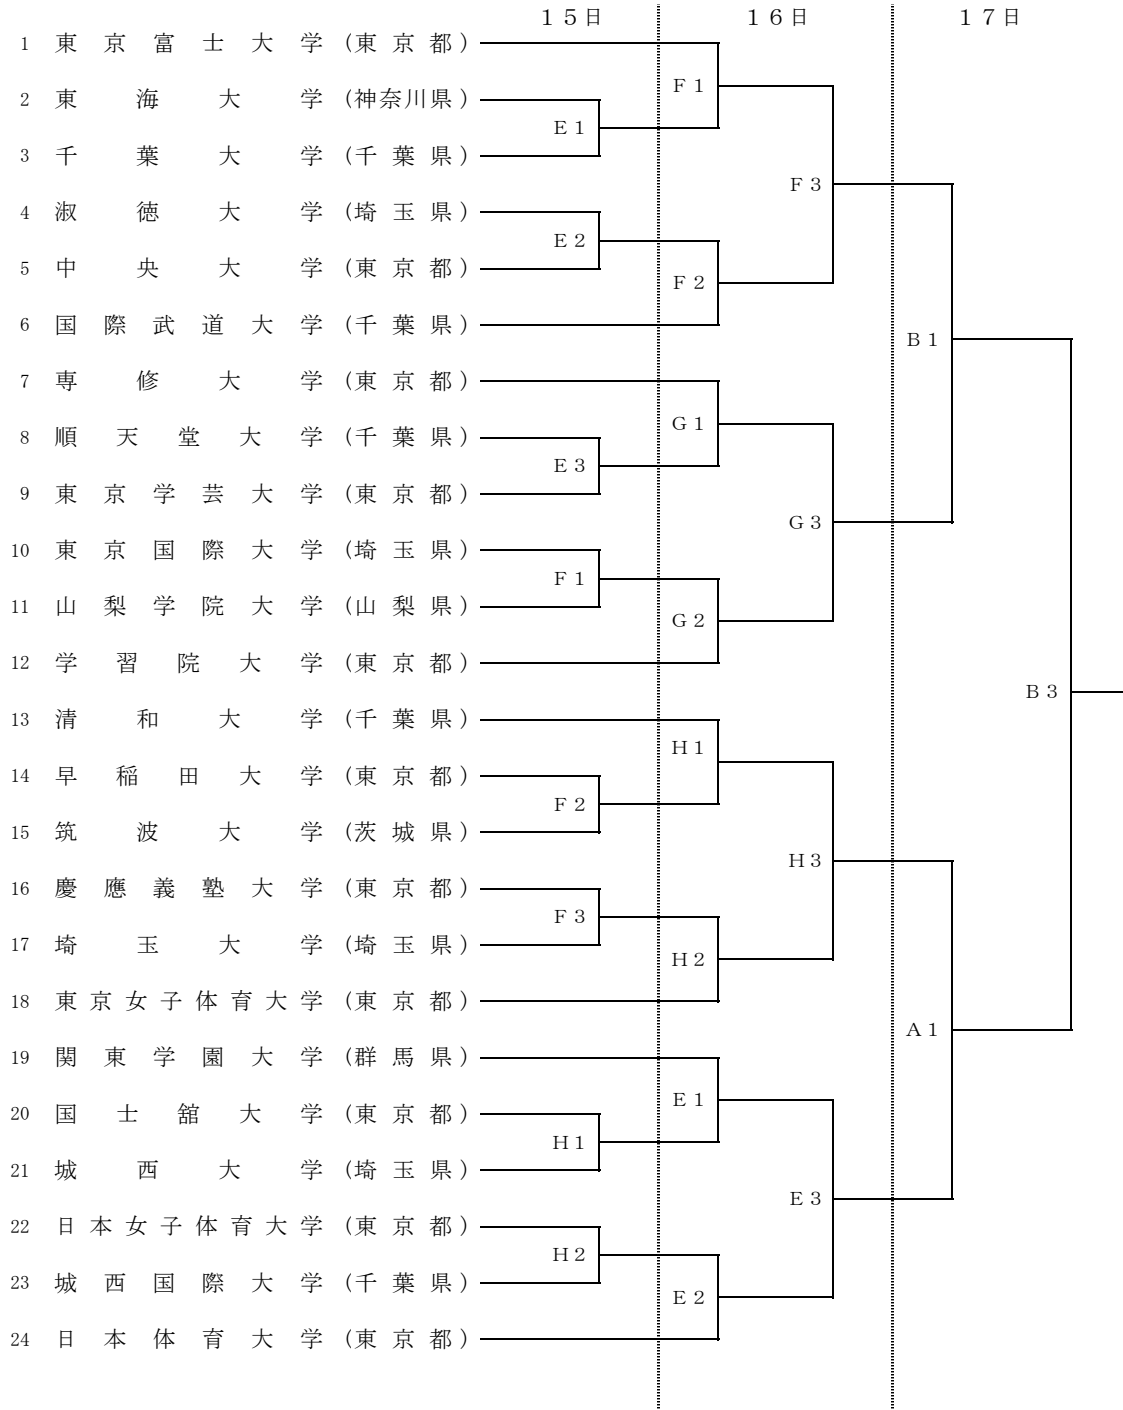 １５日 １６日 １７日
1 東京富士大学(東京都)
F1
2 東海大学(神奈川県)
E1
3 千葉大学(千葉県)
F3
4 淑徳大学(埼玉県)
E2
5 中央大学(東京都)
F2
6 国際武道大学(千葉県)
B1
7 専修大学(東京都)
G1
8 順天堂大学(千葉県)
E3
9 東京学芸大学(東京都)
G3
10 東京国際大学(埼玉県)
F1
11 山梨学院大学(山梨県)
G2
12 学習院大学(東京都)
B3
13 清和大学(千葉県)
H1
14 早稲田大学(東京都)
F2
15 筑波大学(茨城県)
H3
16 慶應義塾大学(東京都)
F3
17 埼玉大学(埼玉県)
H2
18 東京女子体育大学(東京都)
A1
19 関東学園大学(群馬県)
E1
20 国士舘大学(東京都)
H1
21 城西大学(埼玉県)
E3
22 日本女子体育大学(東京都)
H2
23 城西国際大学(千葉県)
E2
24 日本体育大学(東京都)